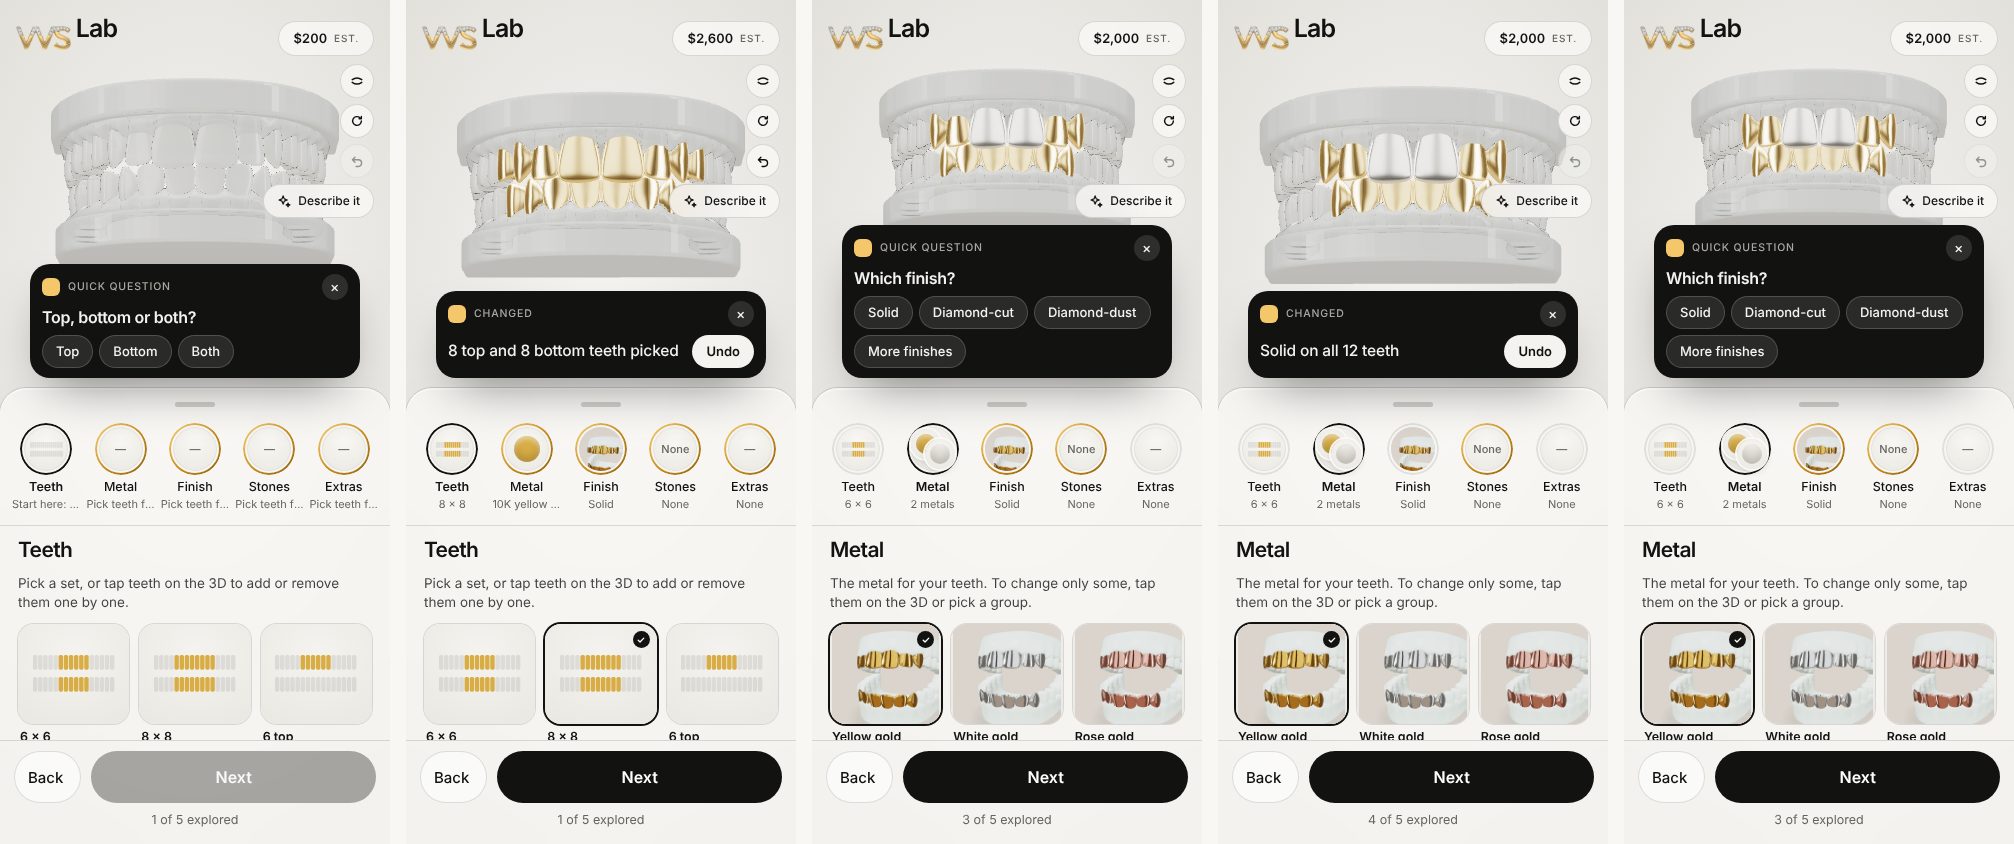 VVS Lab
$200 EST.
Describe it
QUICK QUESTION
Top, bottom or both?
Top
Bottom
Both
Teeth
Metal
Finish
Stones
Extras
Start here: ...
Pick teeth f...
Pick teeth f...
Pick teeth f...
Pick teeth f...
Teeth
Pick a set, or tap teeth on the 3D to add or remove
them one by one.
6 × 6
8 × 8
6 top
Back
Next
1 of 5 explored
VVS Lab
$2,600 EST.
Describe it
CHANGED
8 top and 8 bottom teeth picked
Undo
None
Teeth
Metal
Finish
Stones
Extras
8 × 8
10K yellow ...
Solid
None
None
Teeth
Pick a set, or tap teeth on the 3D to add or remove
them one by one.
6 × 6
8 × 8
6 top
Back
Next
1 of 5 explored
VVS Lab
$2,000 EST.
Describe it
QUICK QUESTION
Which finish?
Solid
Diamond-cut
Diamond-dust
More finishes
None
Teeth
Metal
Finish
Stones
Extras
6 × 6
2 metals
Solid
None
None
Metal
The metal for your teeth. To change only some, tap
them on the 3D or pick a group.
Yellow gold
White gold
Rose gold
Back
Next
3 of 5 explored
VVS Lab
$2,000 EST.
Describe it
CHANGED
Solid on all 12 teeth
Undo
None
Teeth
Metal
Finish
Stones
Extras
6 × 6
2 metals
Solid
None
None
Metal
The metal for your teeth. To change only some, tap
them on the 3D or pick a group.
Yellow gold
White gold
Rose gold
Back
Next
4 of 5 explored
VVS Lab
$2,000 EST.
Describe it
QUICK QUESTION
Which finish?
Solid
Diamond-cut
Diamond-dust
More finishes
None
Teeth
Metal
Finish
Stones
Extras
6 × 6
2 metals
Solid
None
None
Metal
The metal for your teeth. To change only some, tap
them on the 3D or pick a group.
Yellow gold
White gold
Rose gold
Back
Next
3 of 5 explored